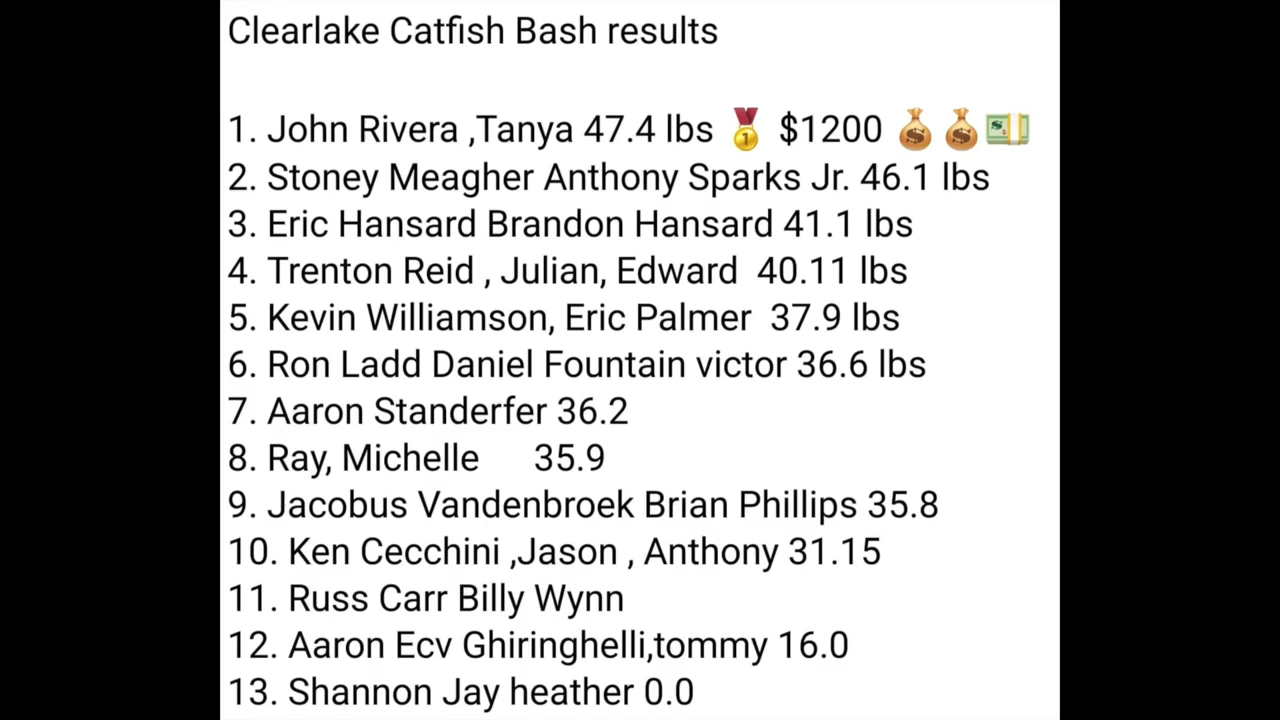 Clearlake Catfish Bash results
1. John Rivera ,Tanya 47.4 lbs 🥇 $1200 💰💰💵
2. Stoney Meagher Anthony Sparks Jr. 46.1 lbs
3. Eric Hansard Brandon Hansard 41.1 lbs
4. Trenton Reid , Julian, Edward  40.11 lbs
5. Kevin Williamson, Eric Palmer  37.9 lbs
6. Ron Ladd Daniel Fountain victor 36.6 lbs
7. Aaron Standerfer 36.2
8. Ray, Michelle      35.9
9. Jacobus Vandenbroek Brian Phillips 35.8
10. Ken Cecchini ,Jason , Anthony 31.15
11. Russ Carr Billy Wynn
12. Aaron Ecv Ghiringhelli,tommy 16.0
13. Shannon Jay heather 0.0